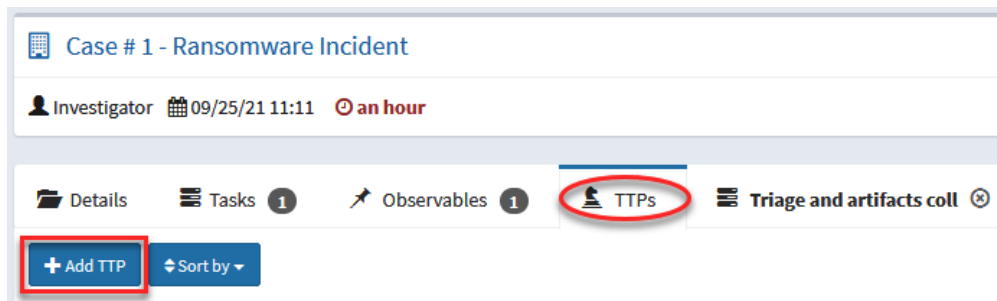 Case # 1 - Ransomware Incident
Investigator 09/25/21 11:11 an hour
Details Tasks 1 Observables 1 TTPs Triage and artifacts coll
+ Add TTP Sort by